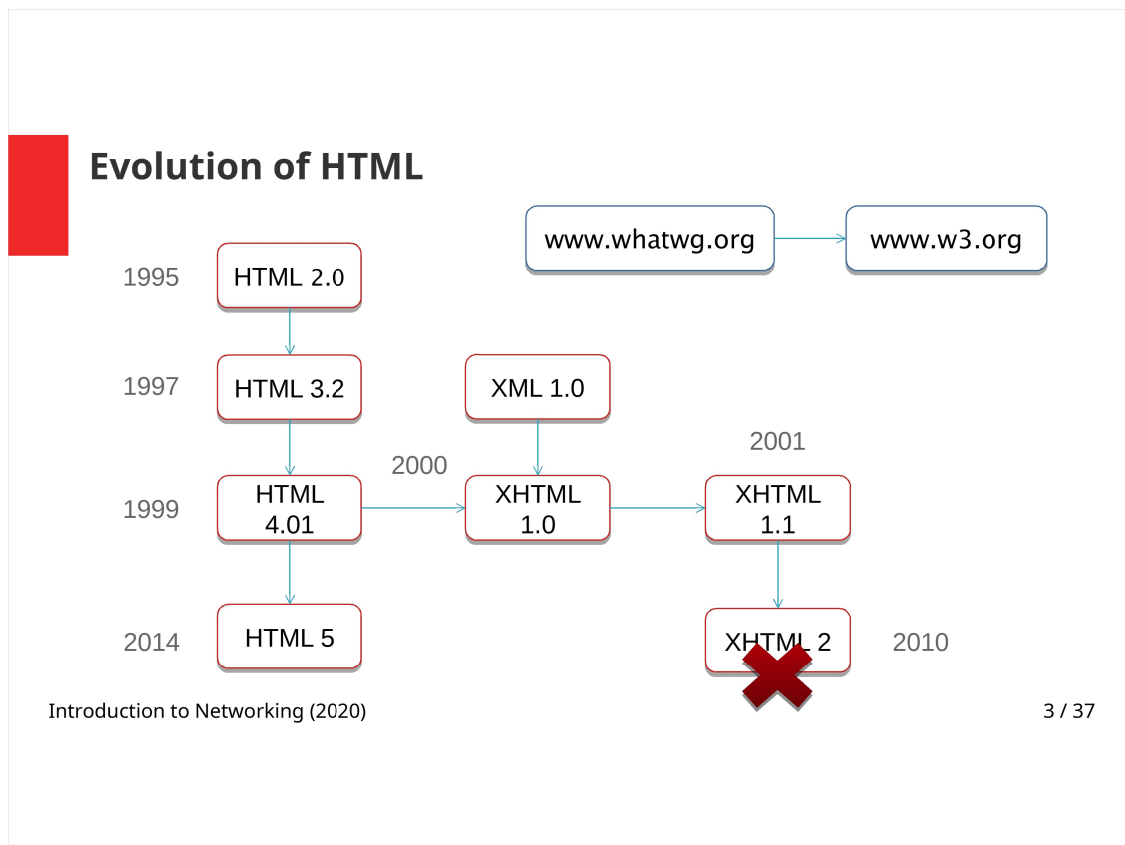 Evolution of HTML
www.whatwg.org
www.w3.org
1995
HTML 2.0
1997
HTML 3.2
XML 1.0
2001
2000
1999
HTML
4.01
XHTML
1.0
XHTML
1.1
2014
HTML 5
XHTML 2
2010
Introduction to Networking (2020)
3 / 37